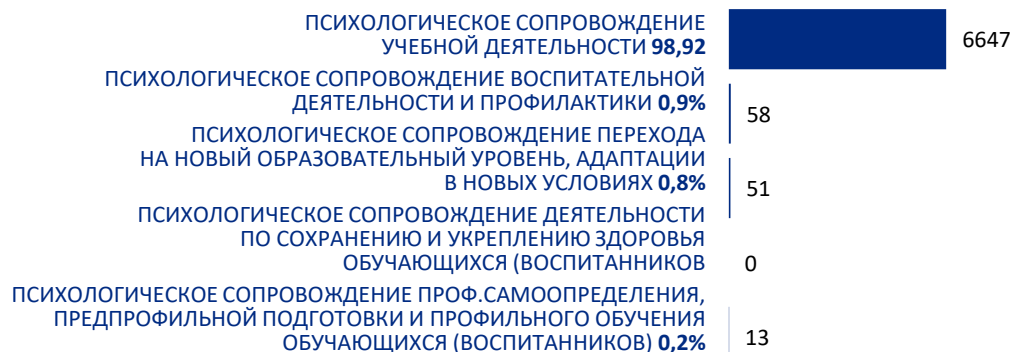 ПСИХОЛОГИЧЕСКОЕ СОПРОВОЖДЕНИЕ
УЧЕБНОЙ ДЕЯТЕЛЬНОСТИ 98,92
6647
ПСИХОЛОГИЧЕСКОЕ СОПРОВОЖДЕНИЕ ВОСПИТАТЕЛЬНОЙ
ДЕЯТЕЛЬНОСТИ И ПРОФИЛАКТИКИ 0,9%
58
ПСИХОЛОГИЧЕСКОЕ СОПРОВОЖДЕНИЕ ПЕРЕХОДА
НА НОВЫЙ ОБРАЗОВАТЕЛЬНЫЙ УРОВЕНЬ, АДАПТАЦИИ
В НОВЫХ УСЛОВИЯХ 0,8%
51
ПСИХОЛОГИЧЕСКОЕ СОПРОВОЖДЕНИЕ ДЕЯТЕЛЬНОСТИ
ПО СОХРАНЕНИЮ И УКРЕПЛЕНИЮ ЗДОРОВЬЯ
ОБУЧАЮЩИХСЯ (ВОСПИТАННИКОВ
0
ПСИХОЛОГИЧЕСКОЕ СОПРОВОЖДЕНИЕ ПРОФ.САМООПРЕДЕЛЕНИЯ,
ПРЕДПРОФИЛЬНОЙ ПОДГОТОВКИ И ПРОФИЛЬНОГО ОБУЧЕНИЯ
ОБУЧАЮЩИХСЯ (ВОСПИТАННИКОВ) 0,2%
13